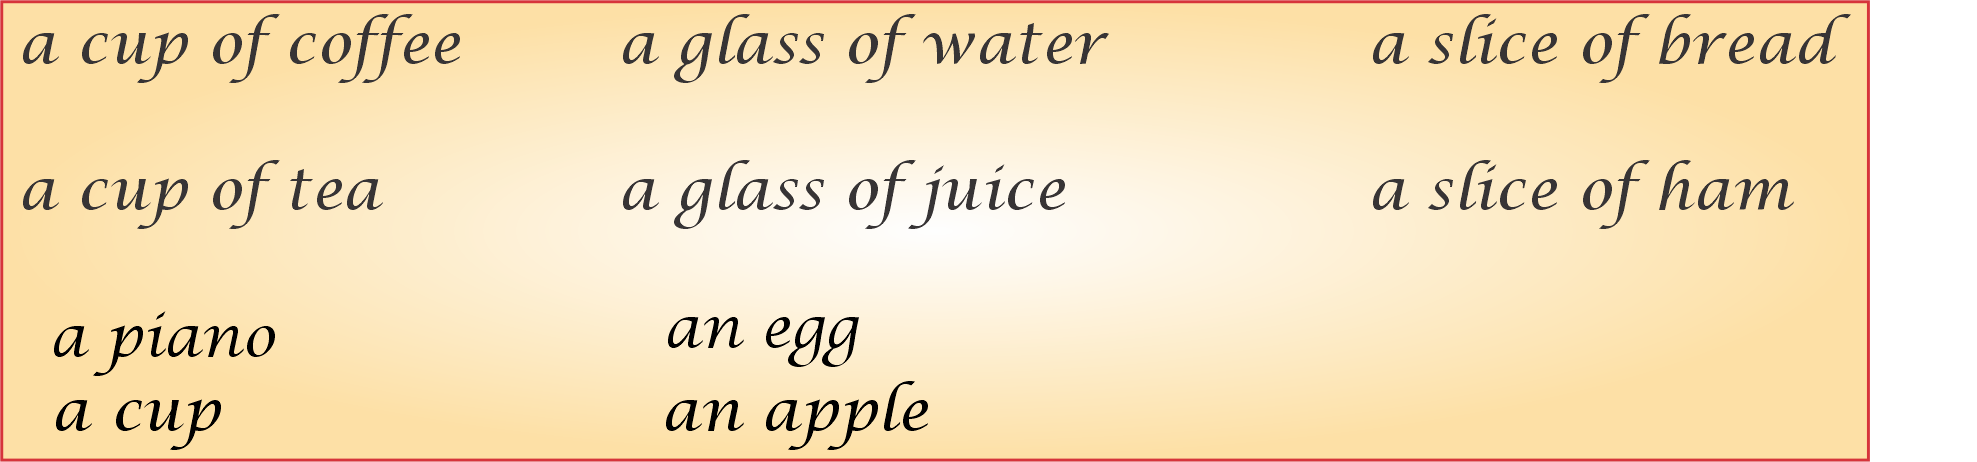 a cup of coffee a glass of water a slice of bread
a cup of tea a glass of juice a slice of ham
a piano an egg
a cup an apple